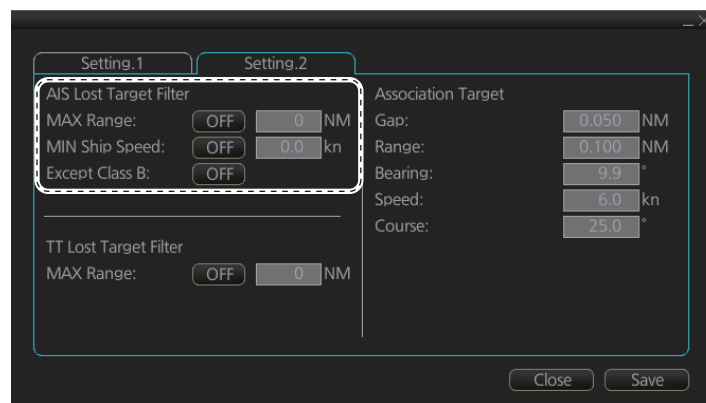 Setting.1
Setting.2
AIS Lost Target Filter
MAX Range: OFF 0 NM
MIN Ship Speed: OFF 0.0 kn
Except Class B: OFF
TT Lost Target Filter
MAX Range: OFF 0 NM
Association Target
Gap: 0.050 NM
Range: 0.100 NM
Bearing: 9.9 °
Speed: 6.0 kn
Course: 25.0 °
Close Save